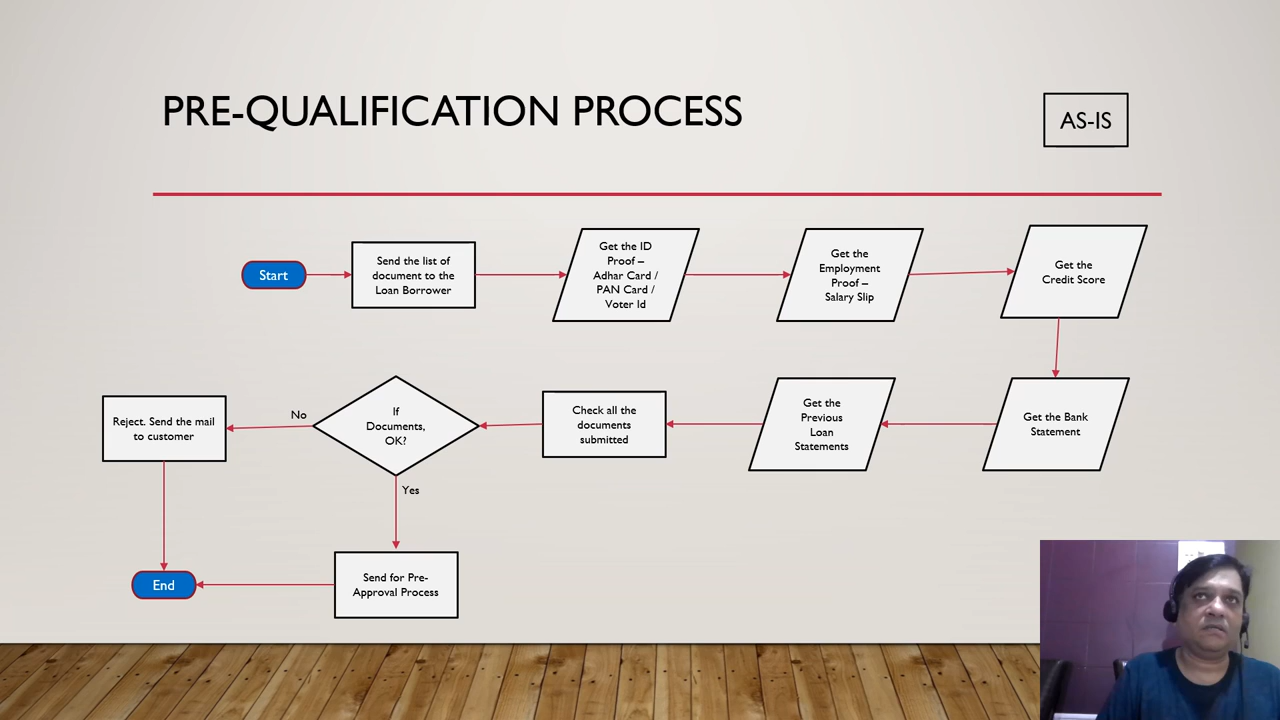 PRE-QUALIFICATION PROCESS
AS-IS
Start
Send the list of
document to the
Loan Borrower
Get the ID
Proof –
Adhar Card /
PAN Card /
Voter Id
Get the
Employment
Proof –
Salary Slip
Get the
Credit Score
Get the Bank
Statement
Get the
Previous
Loan
Statements
Check all the
documents
submitted
If
Documents,
OK?
No
Reject. Send the mail
to customer
Yes
Send for Pre-
Approval Process
End